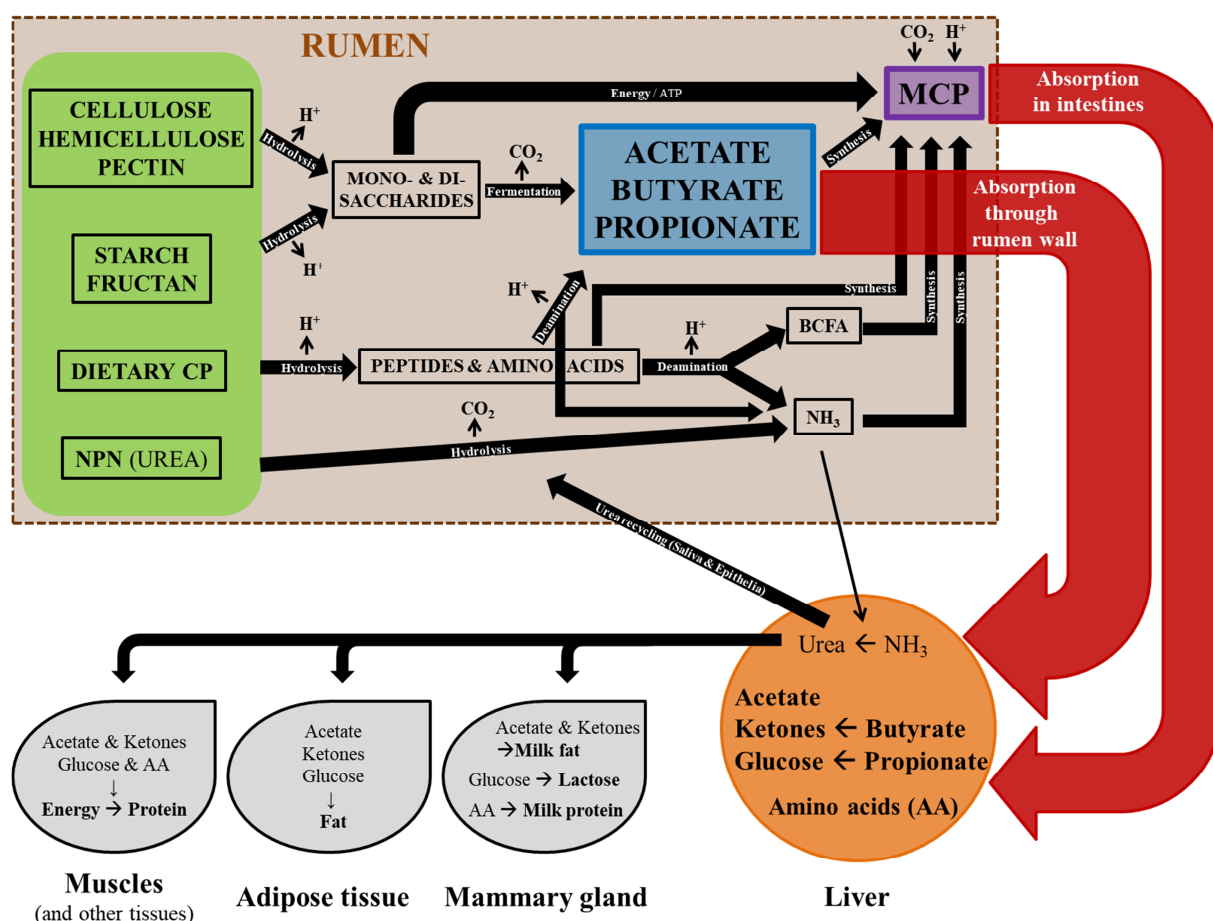 RUMEN
CO₂
H⁺
CELLULOSE
HEMICELLULOSE
PECTIN
H⁺
Hydrolysis
MONO- & DI-
SACCHARIDES
Energy / ATP
CO₂
Fermentation
ACETATE
BUTYRATE
PROPIONATE
Synthesis
MCP
Absorption
in intestines
Absorption
through
rumen wall
STARCH
FRUCTAN
Hydrolysis
H⁺
H⁺
Deamination
Synthesis
Synthesis
Synthesis
DIETARY CP
H⁺
Hydrolysis
PEPTIDES & AMINO ACIDS
H⁺
Deamination
BCFA
NH₃
NPN (UREA)
CO₂
Hydrolysis
Urea recycling (Saliva & Epithelia)
Urea ← NH₃
Acetate
Ketones ← Butyrate
Glucose ← Propionate
Amino acids (AA)
Acetate & Ketones
Glucose & AA
↓
Energy → Protein
Acetate
Ketones
Glucose
↓
Fat
Acetate & Ketones
→Milk fat
Glucose → Lactose
AA → Milk protein
Muscles
(and other tissues)
Adipose tissue
Mammary gland
Liver